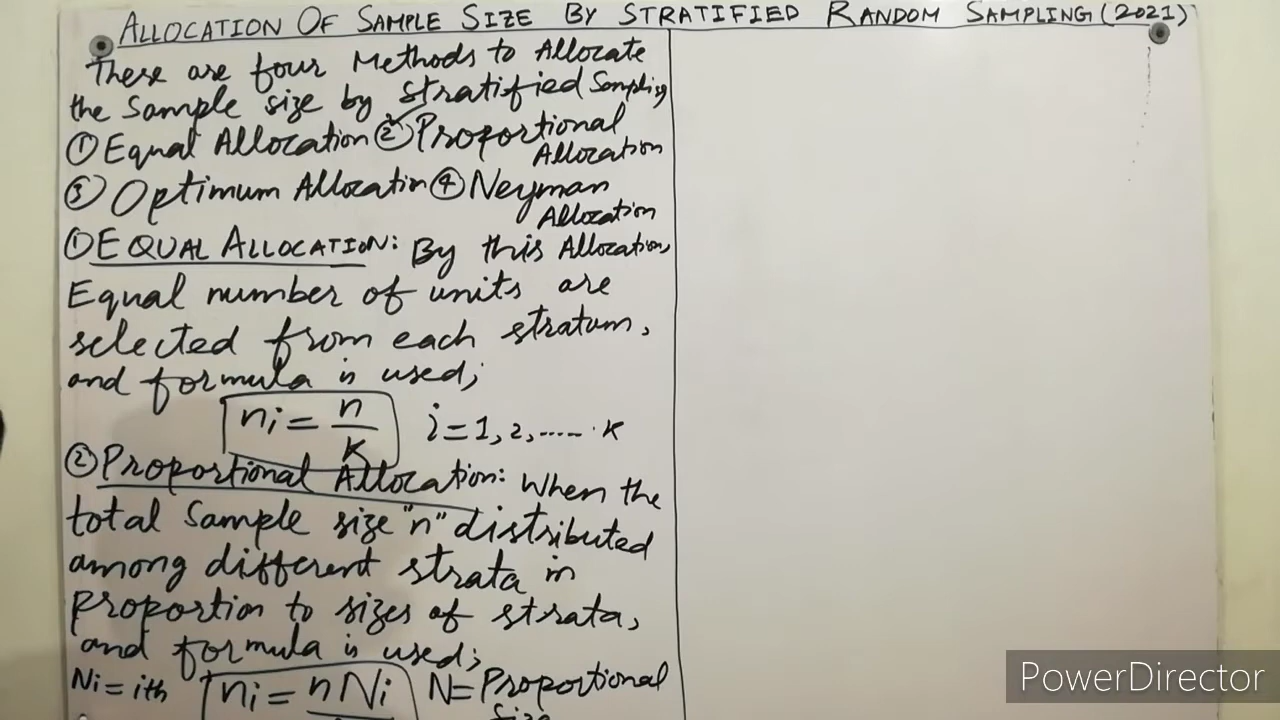 ALLOCATION OF SAMPLE SIZE BY STRATIFIED RANDOM SAMPLING (2021)
These are four Methods to Allocate
the Sample size by Stratified Sampling
① Equal Allocation ② Proportional
Allocation
③ Optimum Allocation ④ Neyman
Allocation
① EQUAL ALLOCATION: By this Allocation,
Equal number of units are
selected from each stratum,
and formula is used;
ni = n/k i = 1, 2, ..... k
② Proportional Allocation: When the
total Sample size "n" distributed
among different strata in
proportion to sizes of strata,
and formula is used;
Ni = ith ni = nNi N = Proportional
Size
PowerDirector